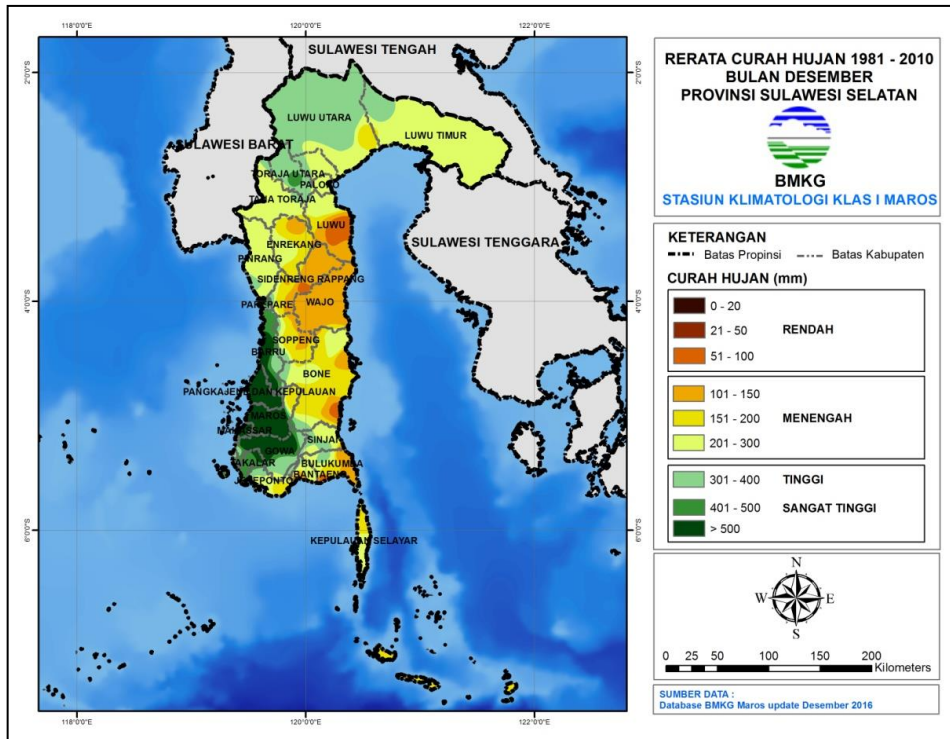 118°0'0"E
120°0'0"E
122°0'0"E
SULAWESI TENGAH
2°0'0"S
LUWU UTARA
LUWU TIMUR
SULAWESI BARAT
TORAJA UTARA
PALOPO
TANA TORAJA
LUWU
ENREKANG
SULAWESI TENGGARA
PINRANG
SIDENRENG RAPPANG
4°0'0"S
PAREPARE
WAJO
SOPPENG
BARRU
BONE
PANGKAJENE DAN KEPULAUAN
MAROS
MAKASSAR
SINJAI
GOWA
TAKALAR
BULUKUMBA
BANTAENG
JENEPONTO
6°0'0"S
KEPULAUAN SELAYAR
118°0'0"E
120°0'0"E
122°0'0"E
RERATA CURAH HUJAN 1981 - 2010
BULAN DESEMBER
PROVINSI SULAWESI SELATAN
BMKG
STASIUN KLIMATOLOGI KLAS I MAROS
2°0'0"S
KETERANGAN
Batas Propinsi Batas Kabupaten
CURAH HUJAN (mm)
4°0'0"S
0 - 20
21 - 50 RENDAH
51 - 100
101 - 150
151 - 200 MENENGAH
201 - 300
301 - 400 TINGGI
401 - 500 SANGAT TINGGI
> 500
6°0'0"S
N
W E
S
0 25 50 100 150 200
Kilometers
SUMBER DATA :
Database BMKG Maros update Desember 2016